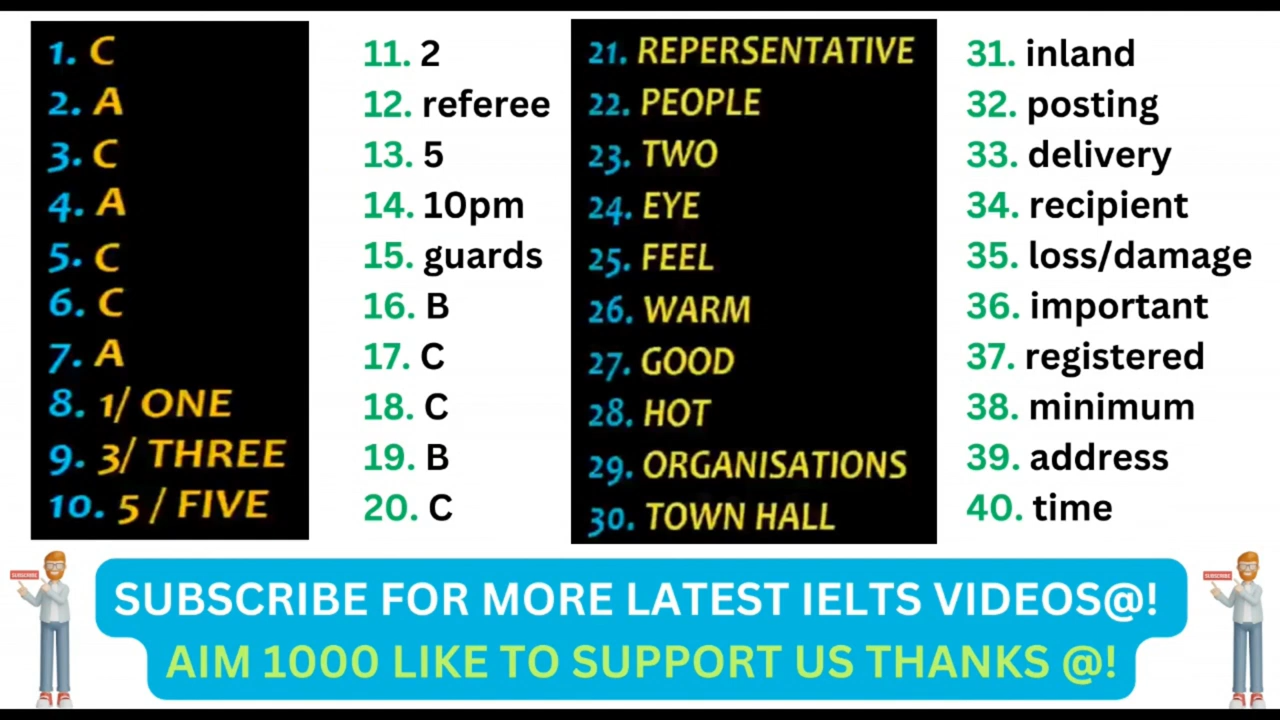 1. C
2. A
3. C
4. A
5. C
6. C
7. A
8. 1/ ONE
9. 3/ THREE
10. 5 / FIVE
11. 2
12. referee
13. 5
14. 10pm
15. guards
16. B
17. C
18. C
19. B
20. C
21. REPERSENTATIVE
22. PEOPLE
23. TWO
24. EYE
25. FEEL
26. WARM
27. GOOD
28. HOT
29. ORGANISATIONS
30. TOWN HALL
31. inland
32. posting
33. delivery
34. recipient
35. loss/damage
36. important
37. registered
38. minimum
39. address
40. time
SUBSCRIBE
SUBSCRIBE
SUBSCRIBE FOR MORE LATEST IELTS VIDEOS@!
AIM 1000 LIKE TO SUPPORT US THANKS @!